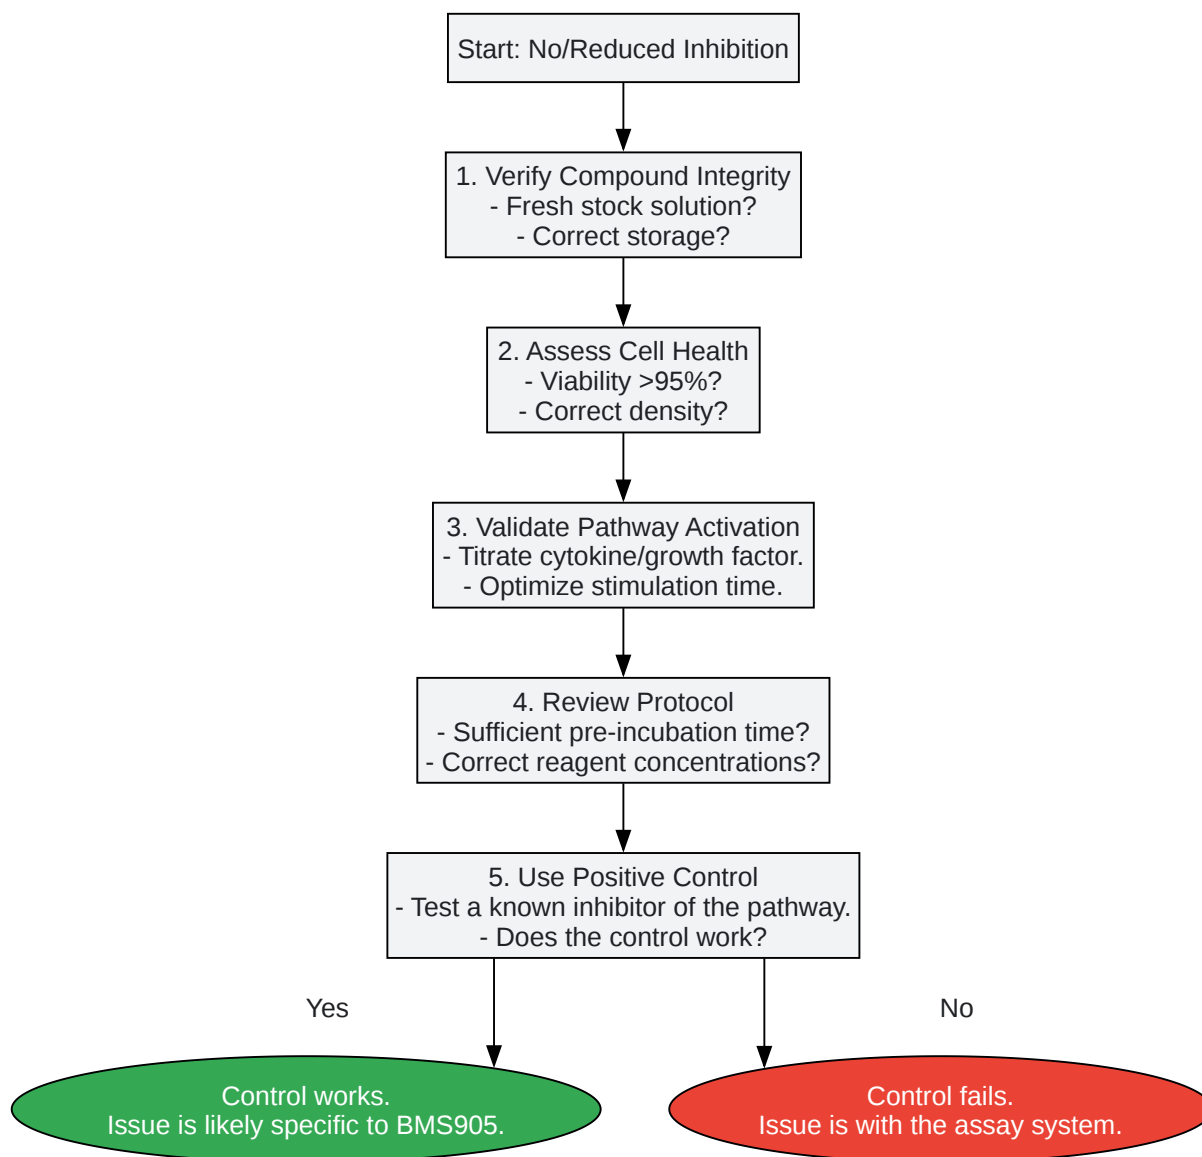 Start: No/Reduced Inhibition
1. Verify Compound Integrity
- Fresh stock solution?
- Correct storage?
2. Assess Cell Health
- Viability >95%?
- Correct density?
3. Validate Pathway Activation
- Titrate cytokine/growth factor.
- Optimize stimulation time.
4. Review Protocol
- Sufficient pre-incubation time?
- Correct reagent concentrations?
5. Use Positive Control
- Test a known inhibitor of the pathway.
- Does the control work?
Yes
No
Control works.
Issue is likely specific to BMS905.
Control fails.
Issue is with the assay system.